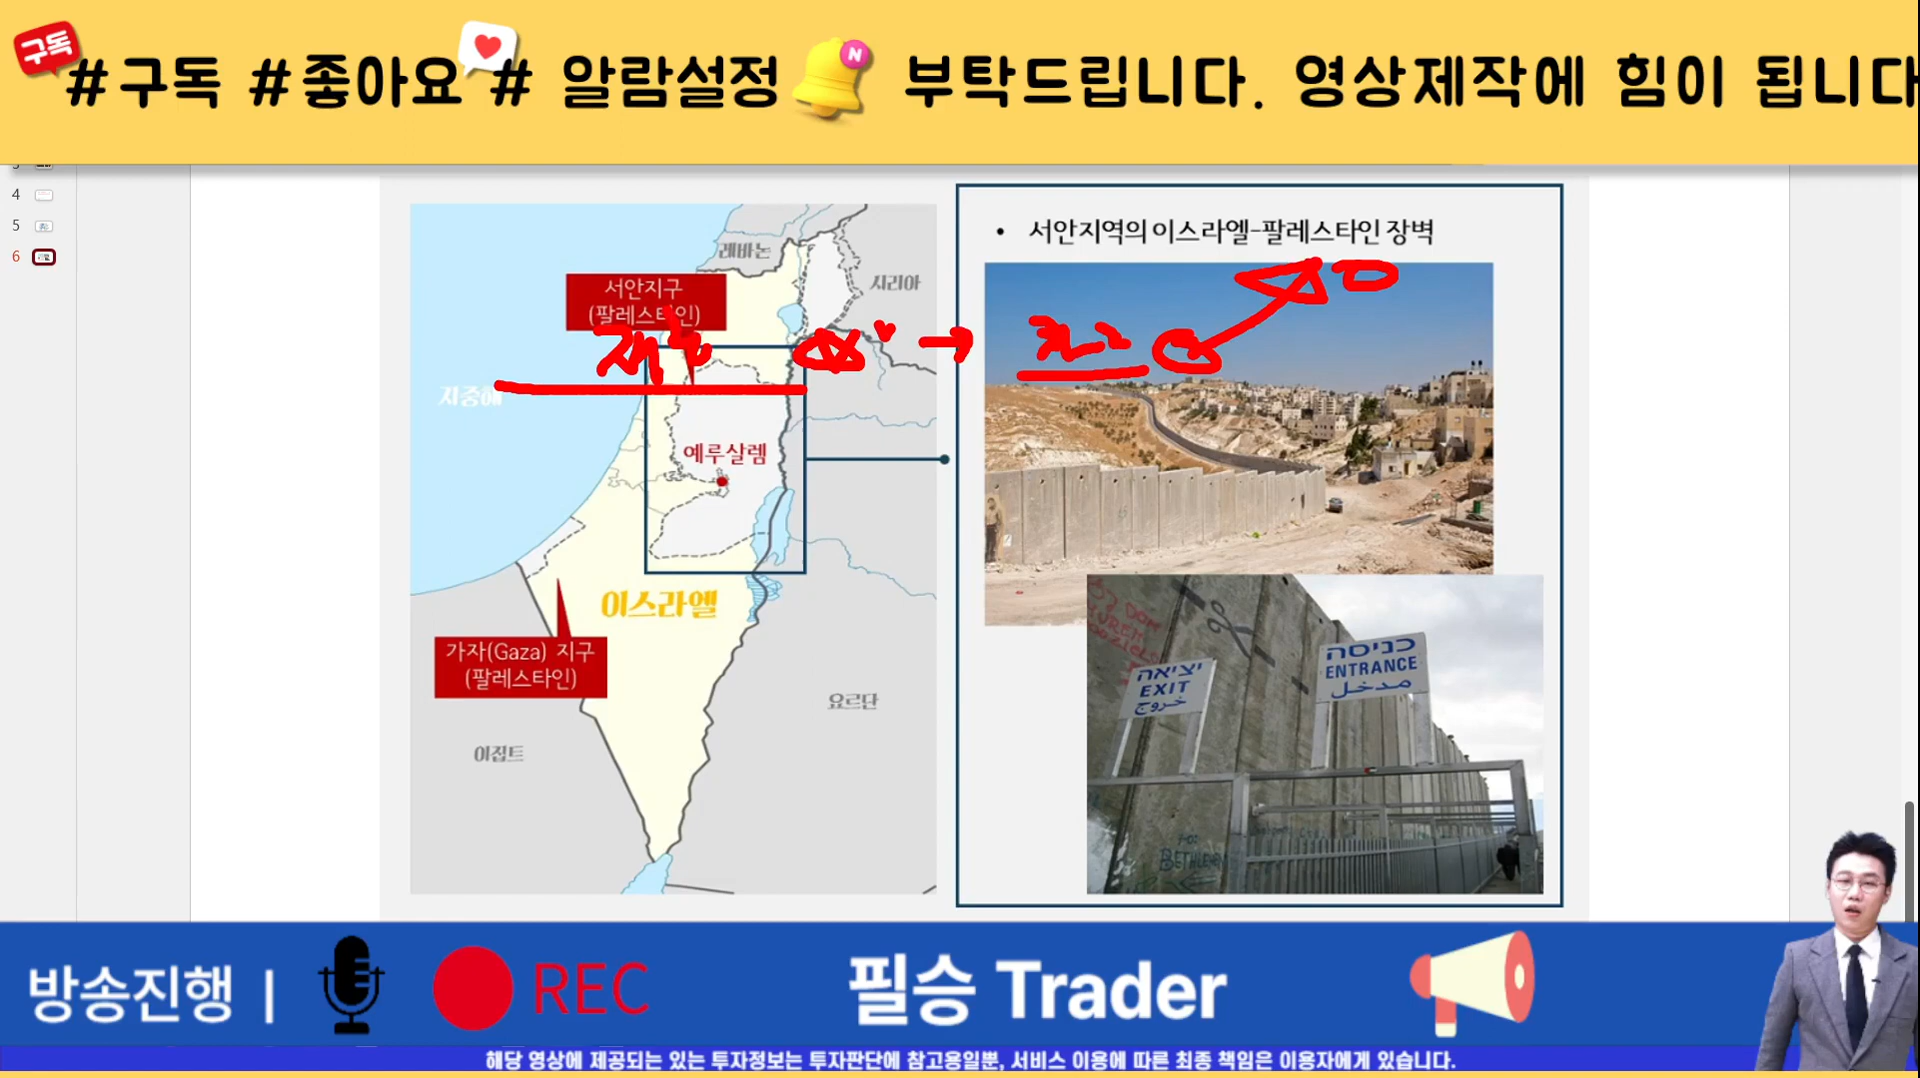 구독
#구독 #좋아요 # 알람설정 N 부탁드립니다. 영상제작에 힘이 됩니다
4
5
6
레바논
시리아
서안지구
(팔레스타인)
지중해
예루살렘
이스라엘
가자(Gaza) 지구
(팔레스타인)
요르단
이집트
• 서안지역의 이스라엘-팔레스타인 장벽
יציאה
EXIT
خروج
כניסה
ENTRANCE
مدخل
방송진행 |
REC
필승 Trader
해당 영상에 제공되는 있는 투자정보는 투자판단에 참고용일뿐, 서비스 이용에 따른 최종 책임은 이용자에게 있습니다.